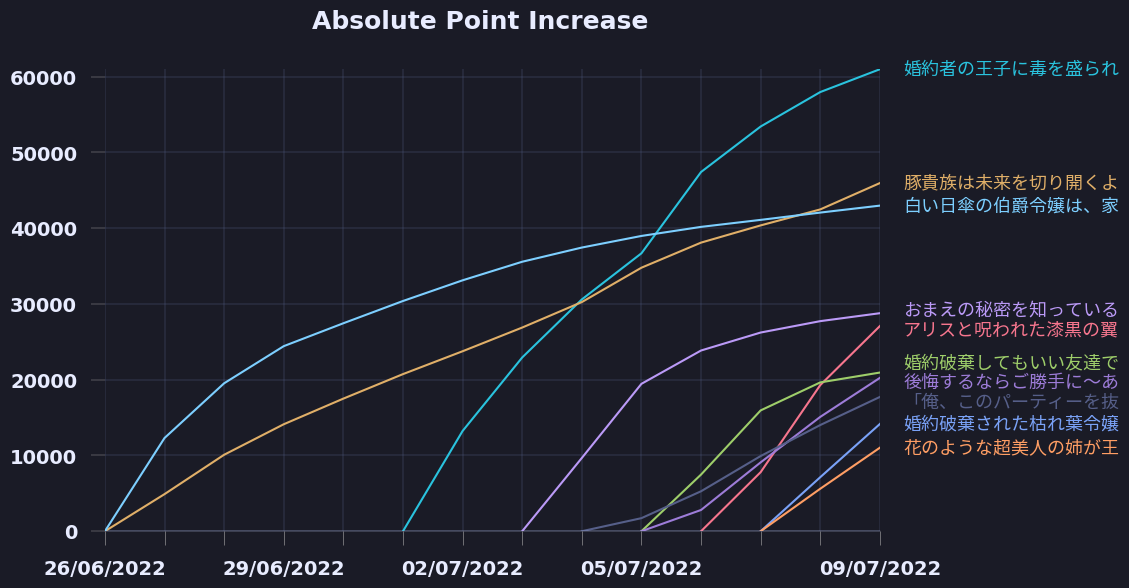 Absolute Point Increase
60000
50000
40000
30000
20000
10000
0
26/06/2022
29/06/2022
02/07/2022
05/07/2022
09/07/2022
婚約者の王子に毒を盛られ
豚貴族は未来を切り開くよ
白い日傘の伯爵令嬢は、家
おまえの秘密を知っている
アリスと呪われた漆黒の翼
婚約破棄してもいい友達で
後悔するならご勝手に～あ
「俺、このパーティーを抜
婚約破棄された枯れ葉令嬢
花のような超美人の姉が王